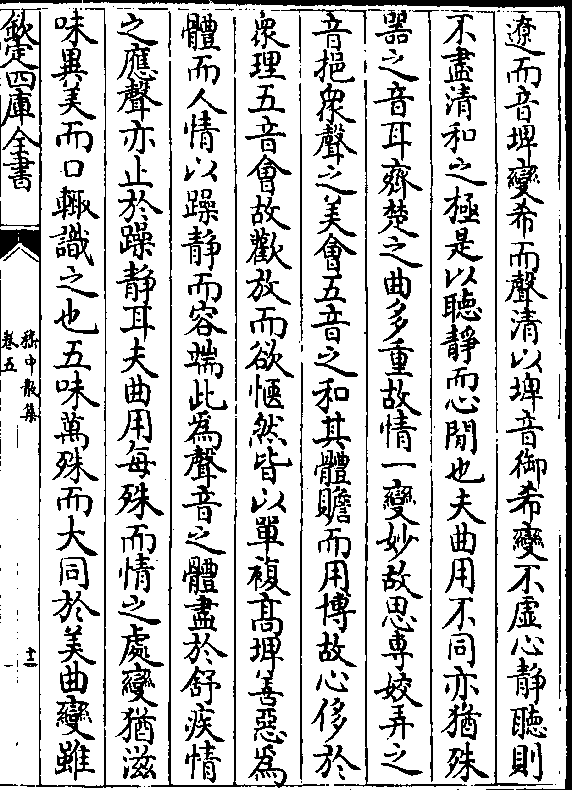 遼而音埤變希而聲清以埤音御希變不虛心靜聽則
不盡清和之極是以聽靜而心閒也夫曲用不同亦猶殊
器之音耳齊楚之曲多重故情一變妙故思專姣弄之
音挹衆聲之美會五音之和其體贍而用博故心侈於
衆理五音會故歡放而欲愜然皆以單複髙埤善惡為
體而人情以躁靜而容端此為聲音之體盡於舒疾情
之應聲亦止於躁靜耳夫曲用每殊而情之處變猶滋
味異美而口輙識之也五味萬殊而大同於美曲變雖
欽定四庫全書
嵇中散集
卷五
十二